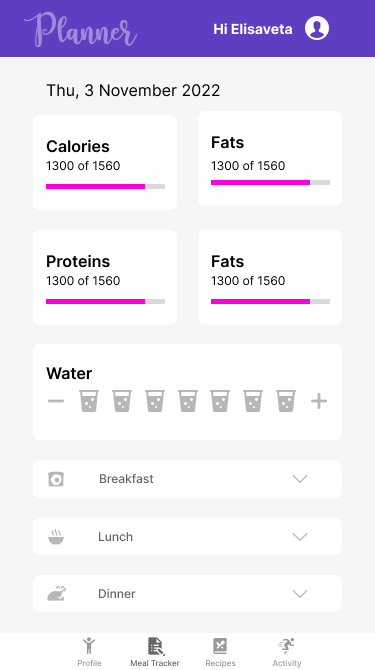 Planner
Hi Elisaveta
Thu, 3 November 2022
Calories
1300 of 1560
Fats
1300 of 1560
Proteins
1300 of 1560
Fats
1300 of 1560
Water
Breakfast
Lunch
Dinner
Profile
Meal Tracker
Recipes
Activity